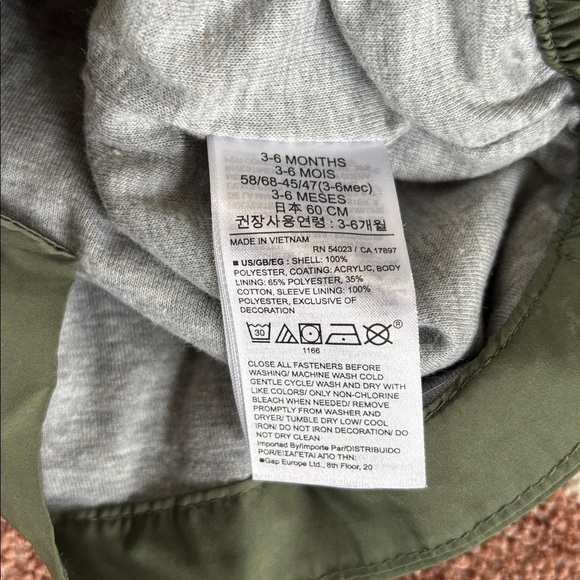 3-6 MONTHS
3-6 MOIS
58/68-45/47(3-6мес)
3-6 MESES
日本 60 CM
권장사용연령 : 3-6개월
MADE IN VIETNAM
RN 54023 / CA 17897
■ US/GB/EG : SHELL: 100%
POLYESTER, COATING: ACRYLIC, BODY
LINING: 65% POLYESTER, 35%
COTTON, SLEEVE LINING: 100%
POLYESTER, EXCLUSIVE OF
DECORATION
30
®
1166
CLOSE ALL FASTENERS BEFORE
WASHING/ MACHINE WASH COLD
GENTLE CYCLE/ WASH AND DRY WITH
LIKE COLORS/ ONLY NON-CHLORINE
BLEACH WHEN NEEDED/ REMOVE
PROMPTLY FROM WASHER AND
DRYER/ TUMBLE DRY LOW/ COOL
IRON/ DO NOT IRON DECORATION/ DO
NOT DRY CLEAN
Imported By/Importe Par/DISTRIBUIDO
POR/ΕΙΣΑΓΕΤΑΙ ΑΠΟ ΤΗΝ:
■ Gap Europe Ltd., 8th Floor, 20